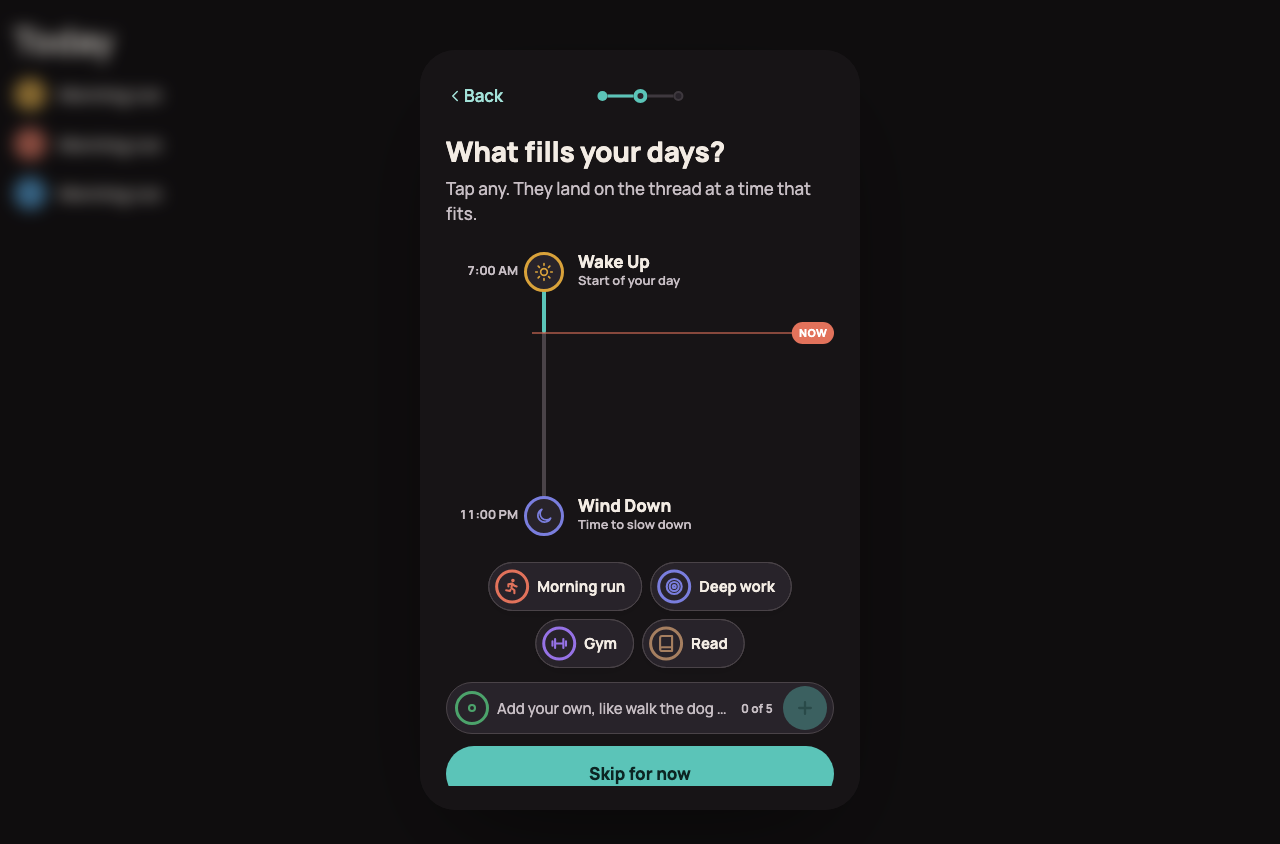 Today
Back
What fills your days?
Tap any. They land on the thread at a time that
fits.
7:00 AM
Wake Up
Start of your day
NOW
11:00 PM
Wind Down
Time to slow down
Morning run
Deep work
Gym
Read
Add your own, like walk the dog ...
0 of 5
Skip for now